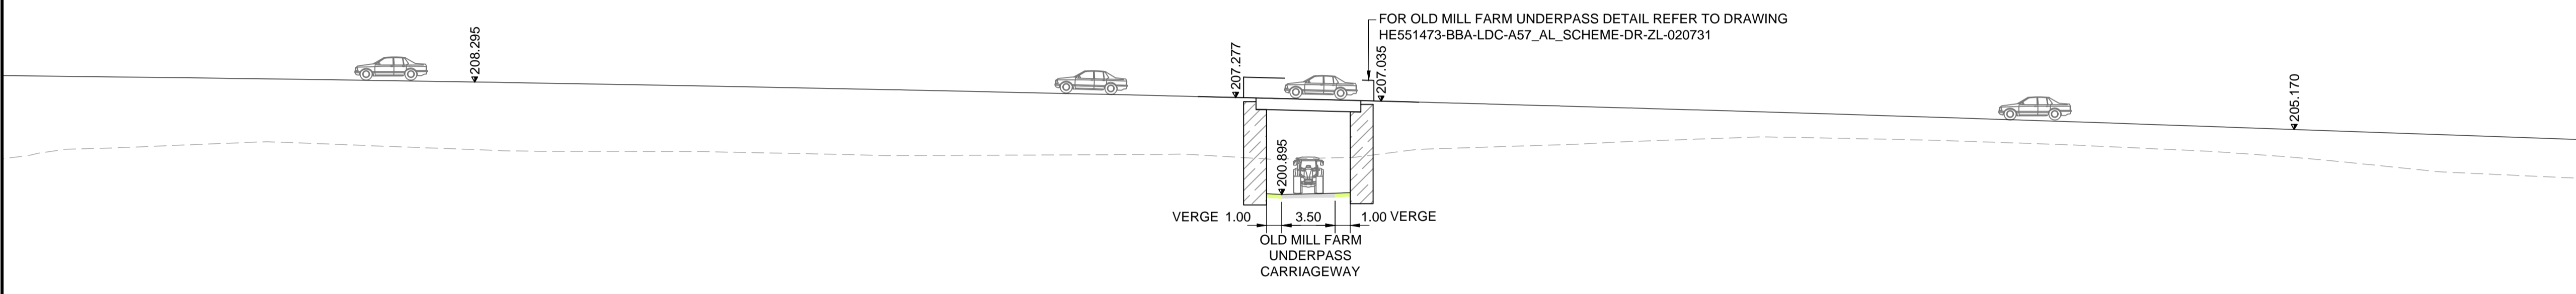 FOR OLD MILL FARM UNDERPASS DETAIL REFER TO DRAWING
HE551473-BBA-LDC-A57_AL_SCHEME-DR-ZL-020731
208.295
207.277
207.035
205.170
200.895
VERGE 1.00 3.50 1.00 VERGE
OLD MILL FARM
UNDERPASS
CARRIAGEWAY